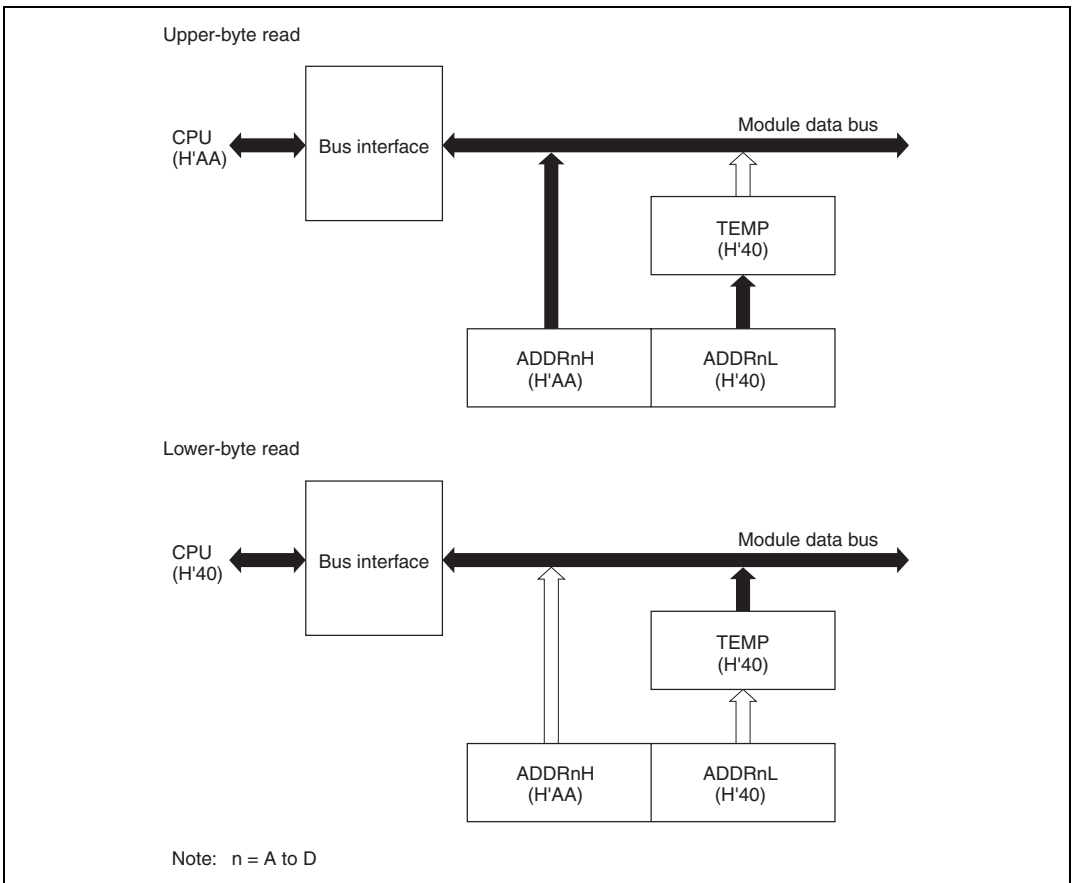 Upper-byte read
Module data bus
CPU
(H'AA)
Bus interface
TEMP
(H'40)
ADDRnH
(H'AA)
ADDRnL
(H'40)
Lower-byte read
Module data bus
CPU
(H'40)
Bus interface
TEMP
(H'40)
ADDRnH
(H'AA)
ADDRnL
(H'40)
Note: n = A to D